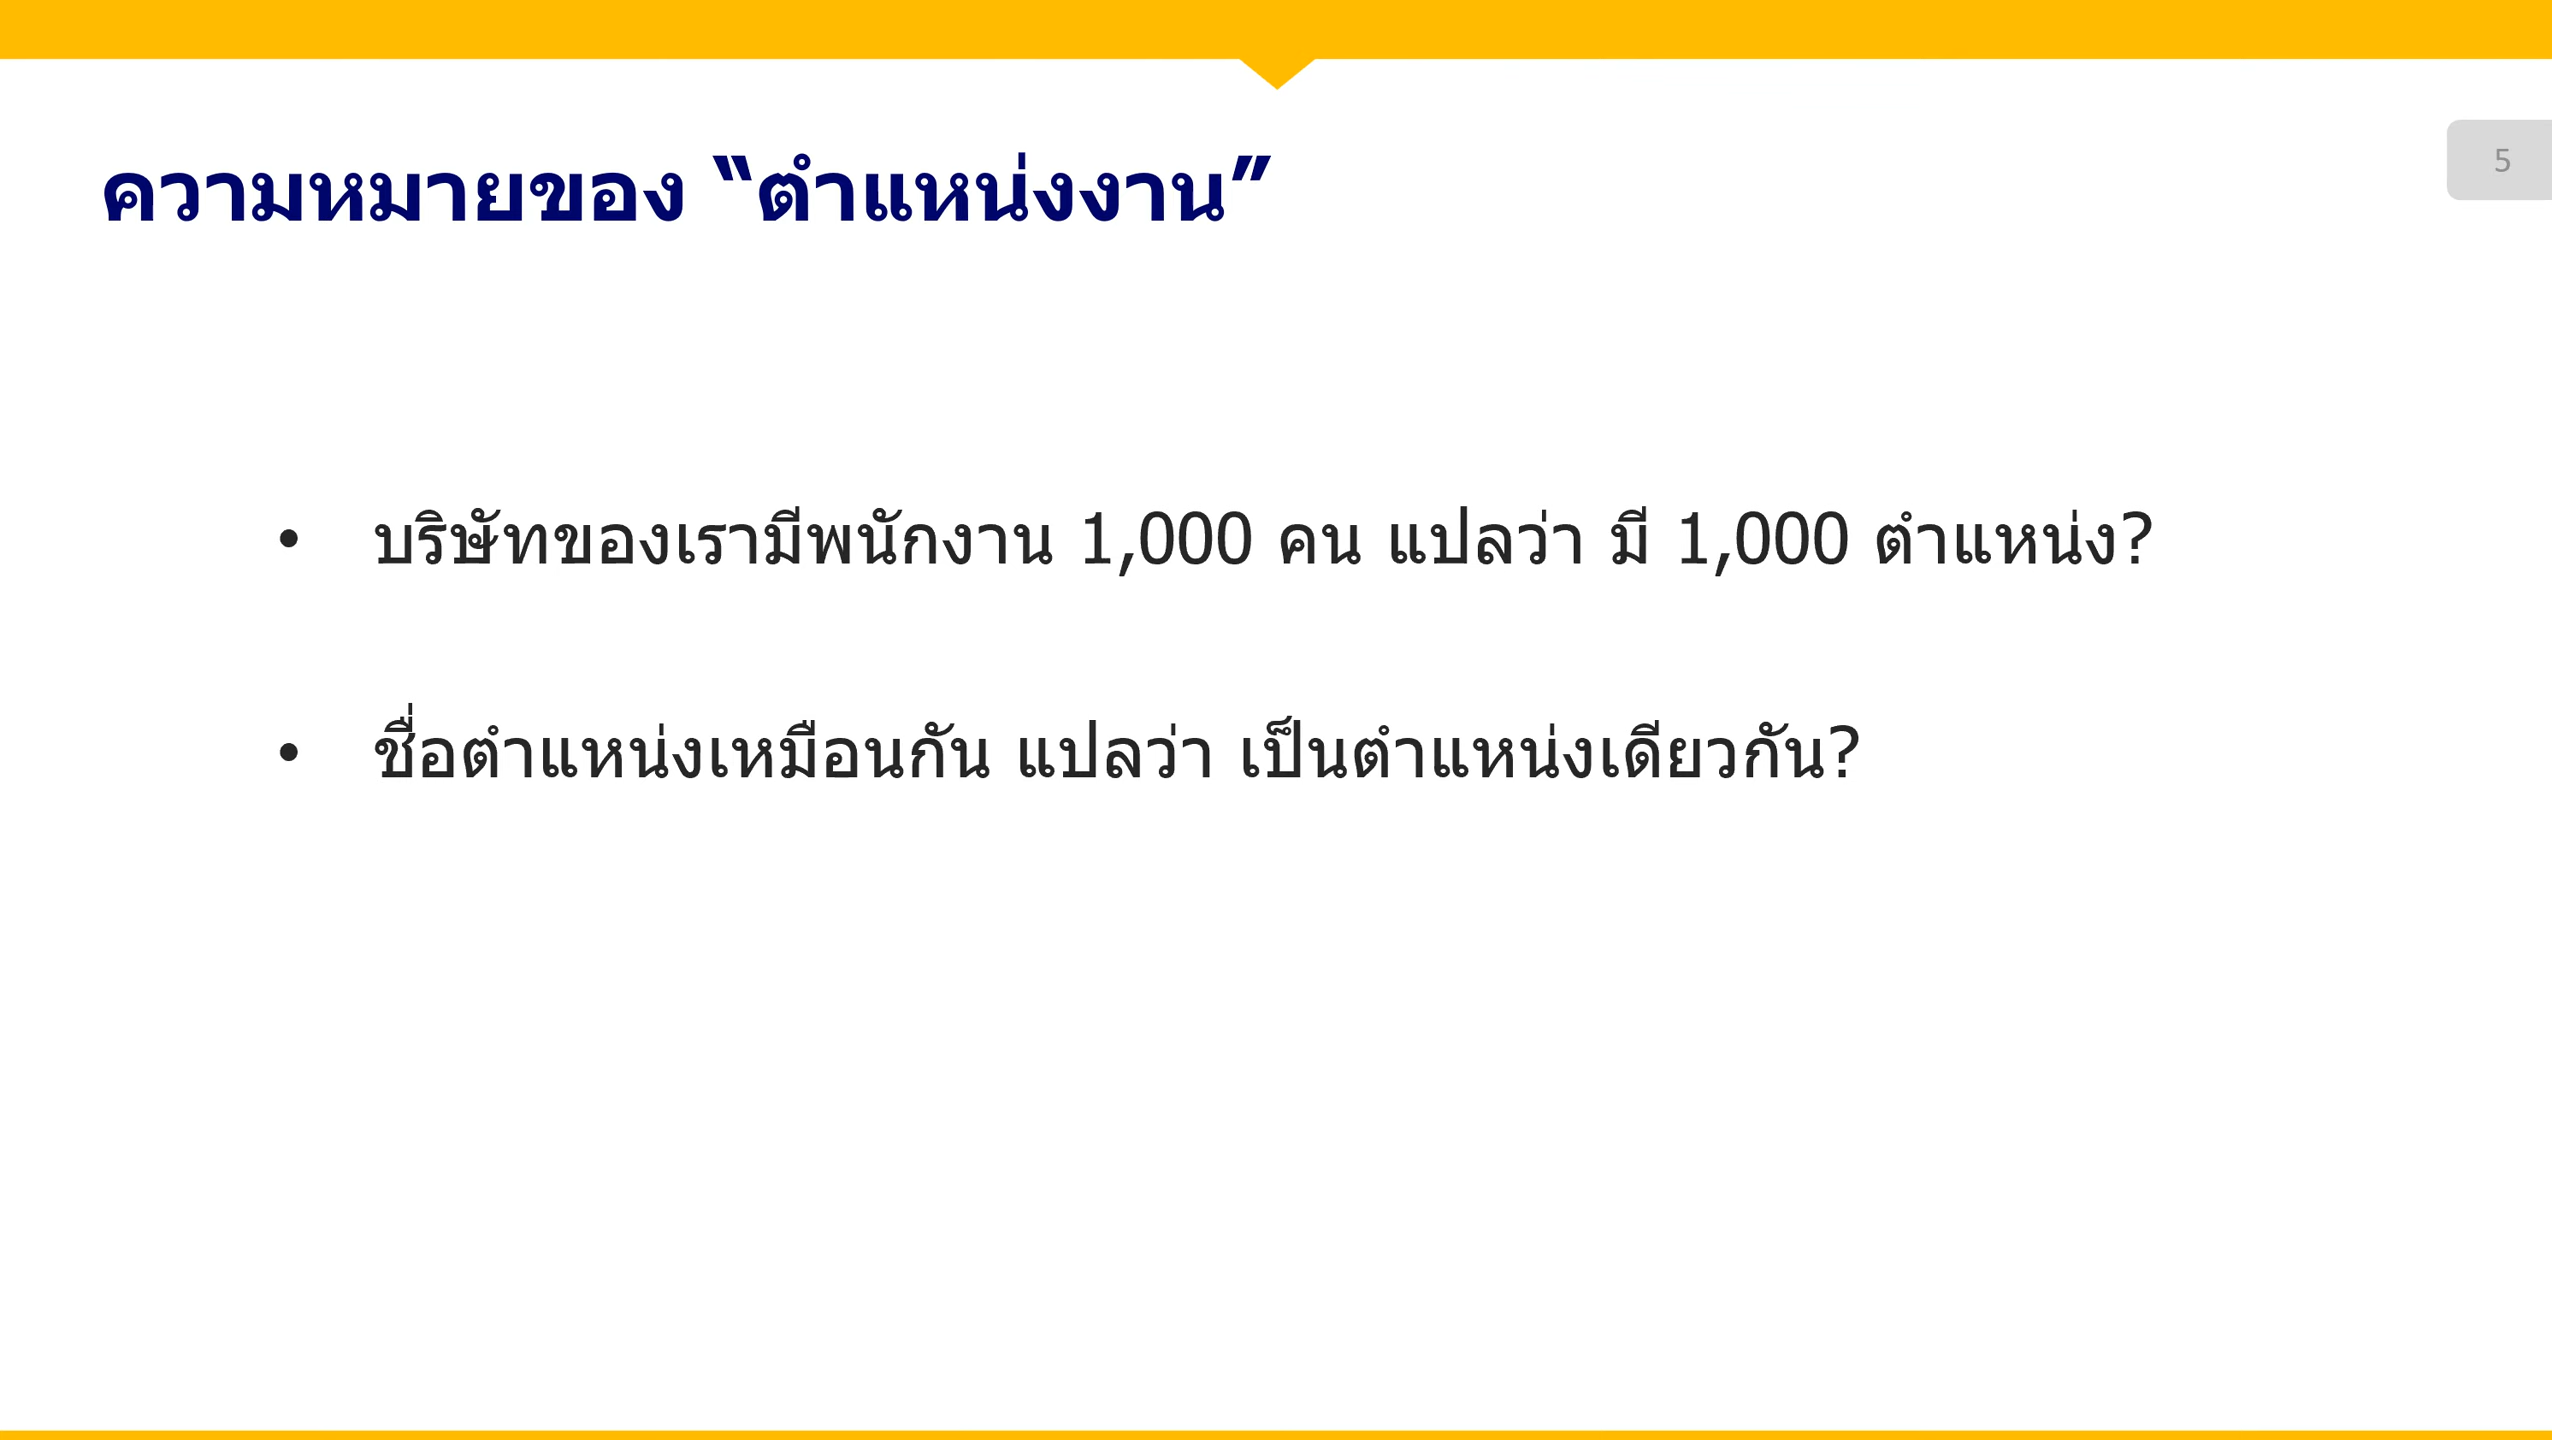 ความหมายของ “ตำแหน่งงาน”
5
• บริษัทของเรามีพนักงาน 1,000 คน แปลว่า มี 1,000 ตำแหน่ง?
• ชื่อตำแหน่งเหมือนกัน แปลว่า เป็นตำแหน่งเดียวกัน?